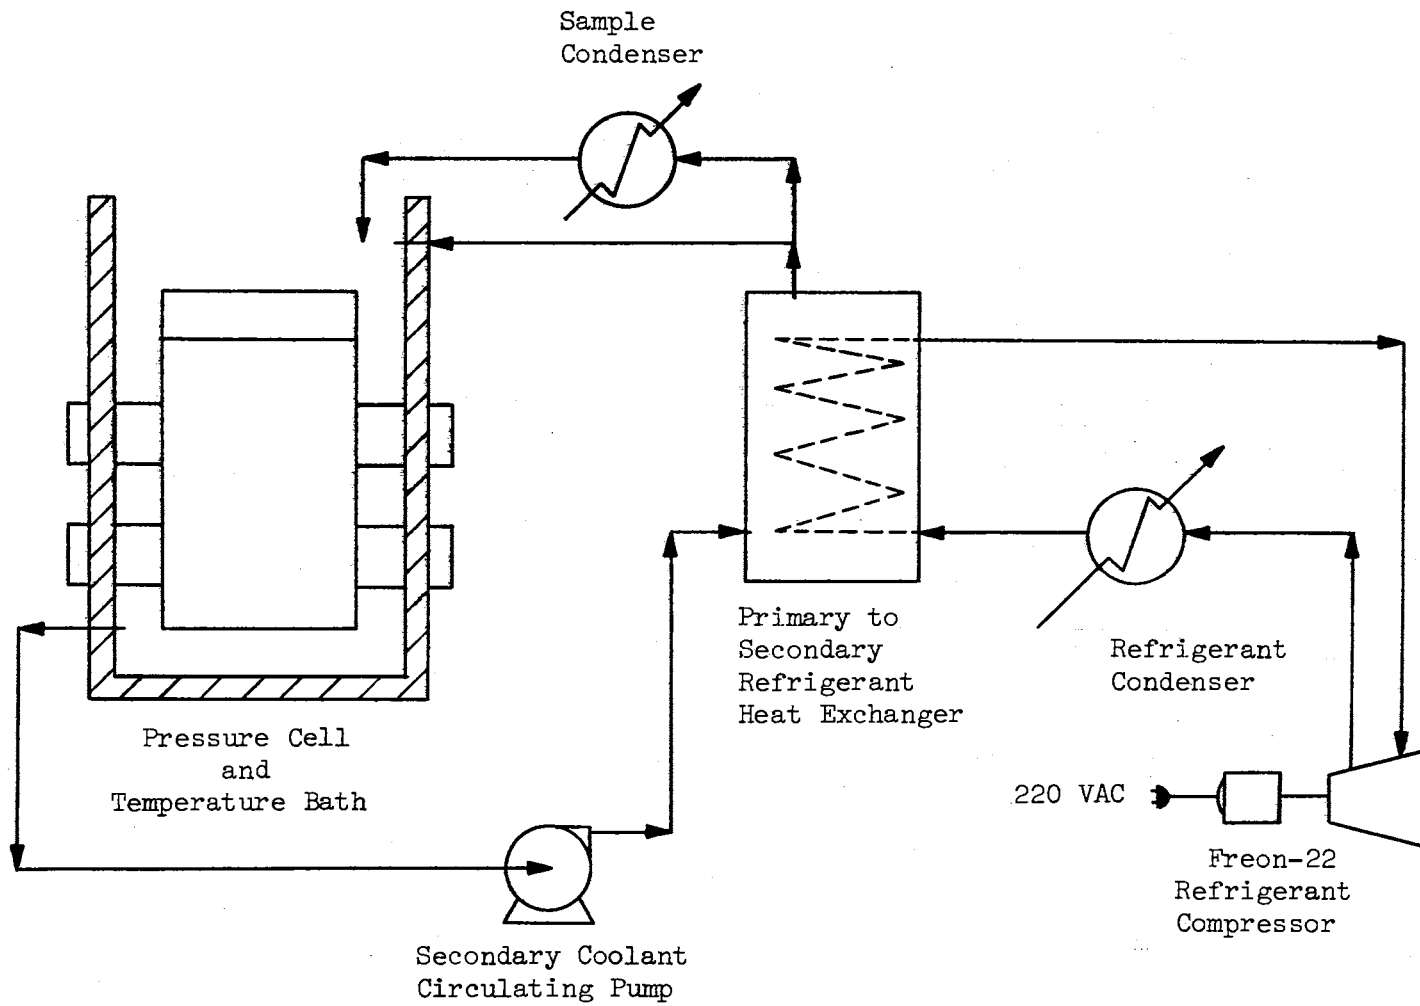 Sample
Condenser
Primary to
Secondary
Refrigerant
Heat Exchanger
Refrigerant
Condenser
Pressure Cell
and
Temperature Bath
220 VAC
Freon-22
Refrigerant
Compressor
Secondary Coolant
Circulating Pump